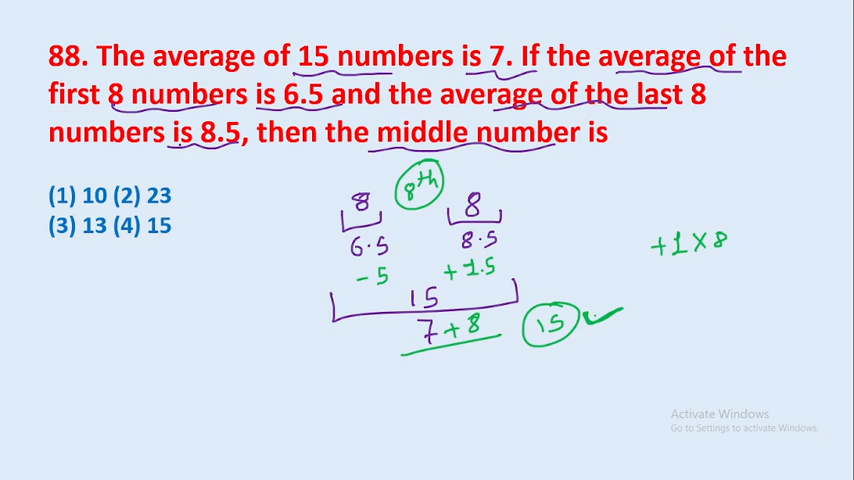 88. The average of 15 numbers is 7. If the average of the
first 8 numbers is 6.5 and the average of the last 8
numbers is 8.5, then the middle number is
(1) 10 (2) 23
(3) 13 (4) 15
8th
8 8
6.5 8.5
- 5 + 1.5
+1×8
15
7+8 15
Activate Windows
Go to Settings to activate Windows.